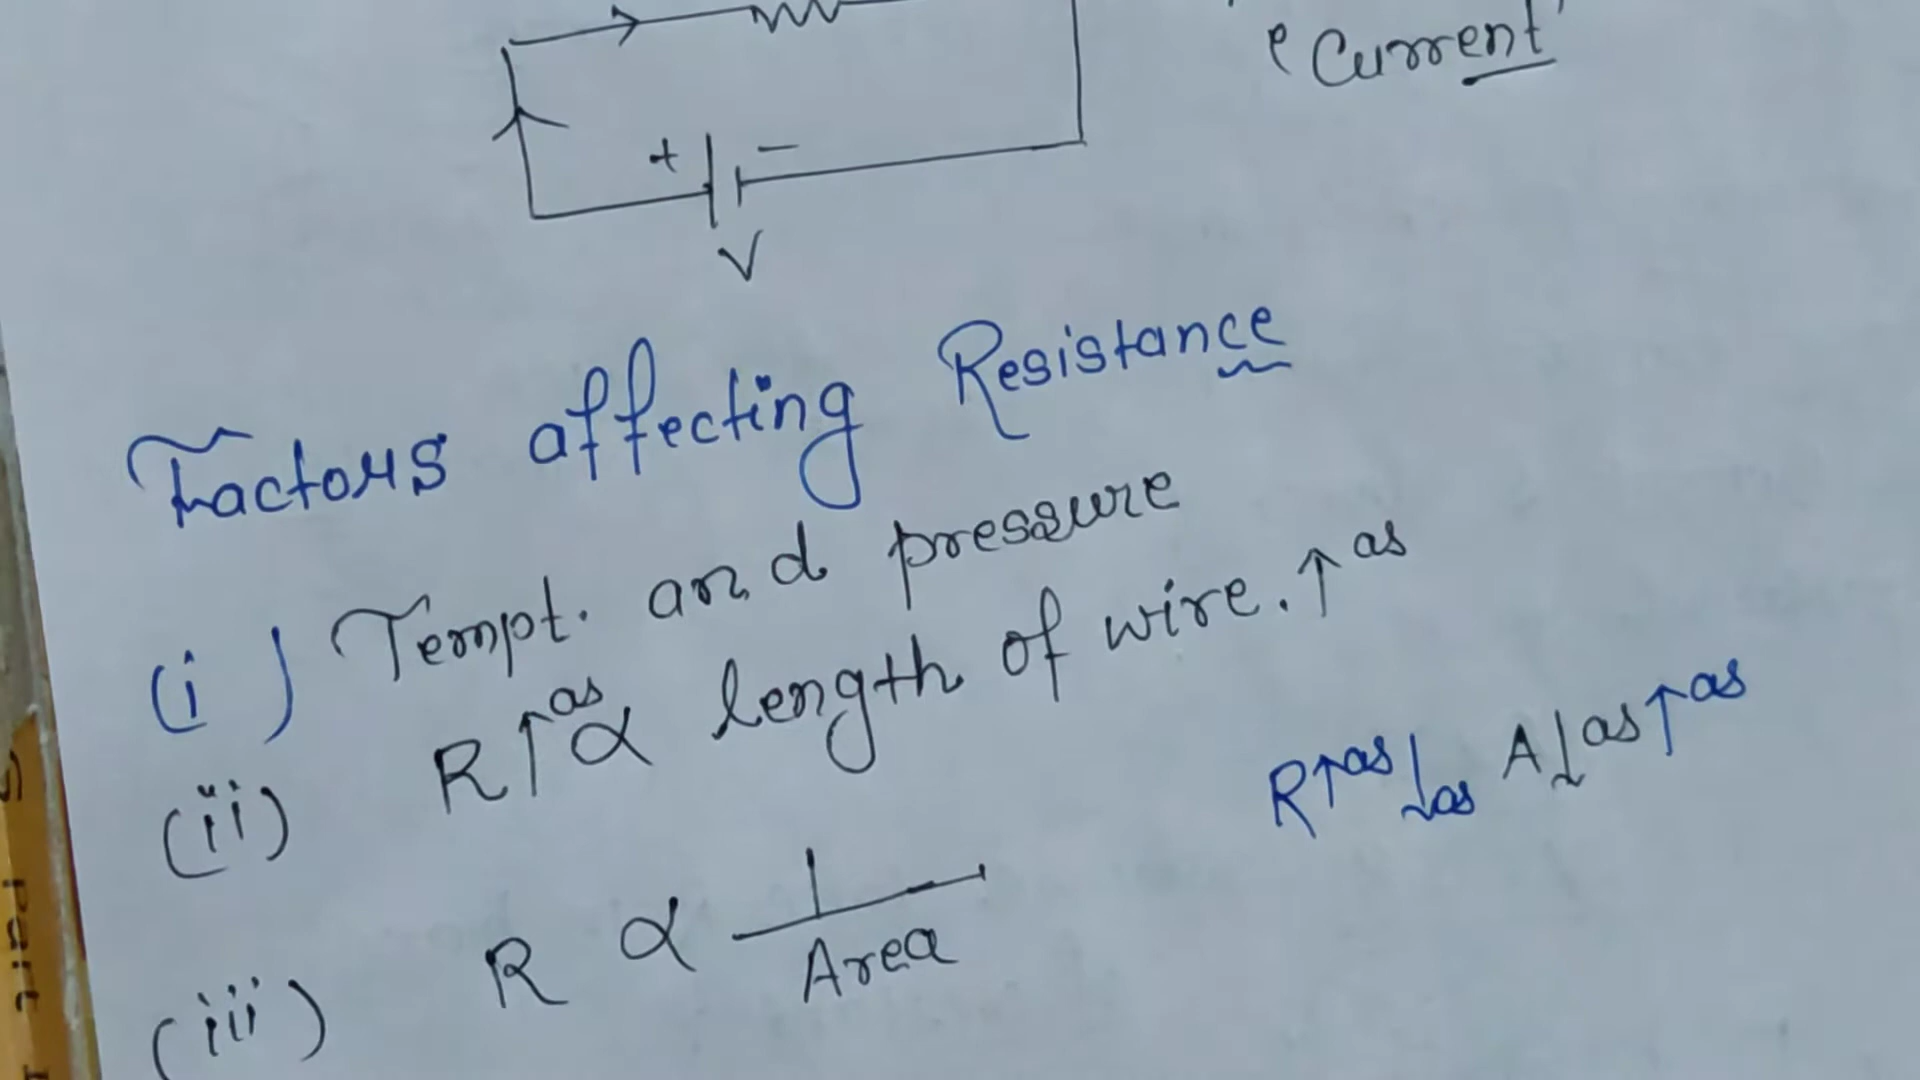 'Current'
+ −
V
Factors affecting Resistance
(i) Tempt. and pressure
(ii) R↑as ∝ length of wire.↑as
R↑as↓as A↓as↑as
(iii) R ∝ 1/Area
Part